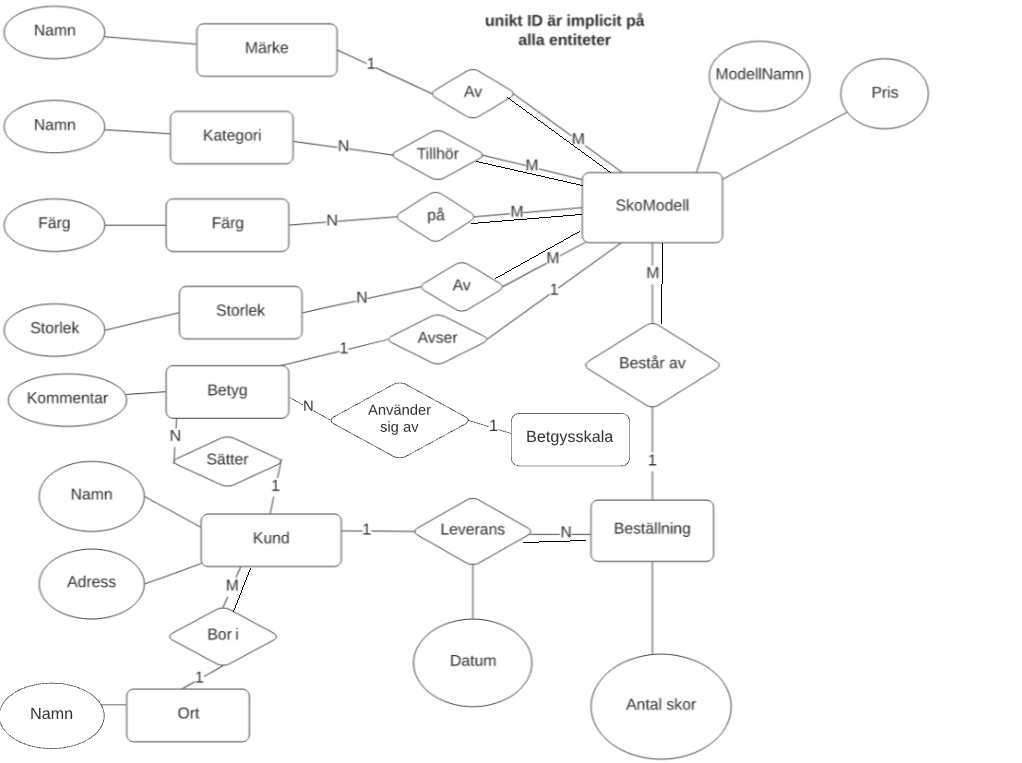 unikt ID är implicit på
alla entiteter
Namn
Märke
1
Av
M
ModellNamn
Pris
Namn
Kategori
N
Tillhör
M
SkoModell
Färg
Färg
N
på
M
Storlek
Storlek
N
Av
M
1
Avser
1
M
Består av
1
Kommentar
Betyg
N
Använder
sig av
1
Betgysskala
N
Sätter
1
Namn
Adress
Kund
1
Leverans
N
Beställning
M
Bor i
1
Datum
Antal skor
Namn
Ort